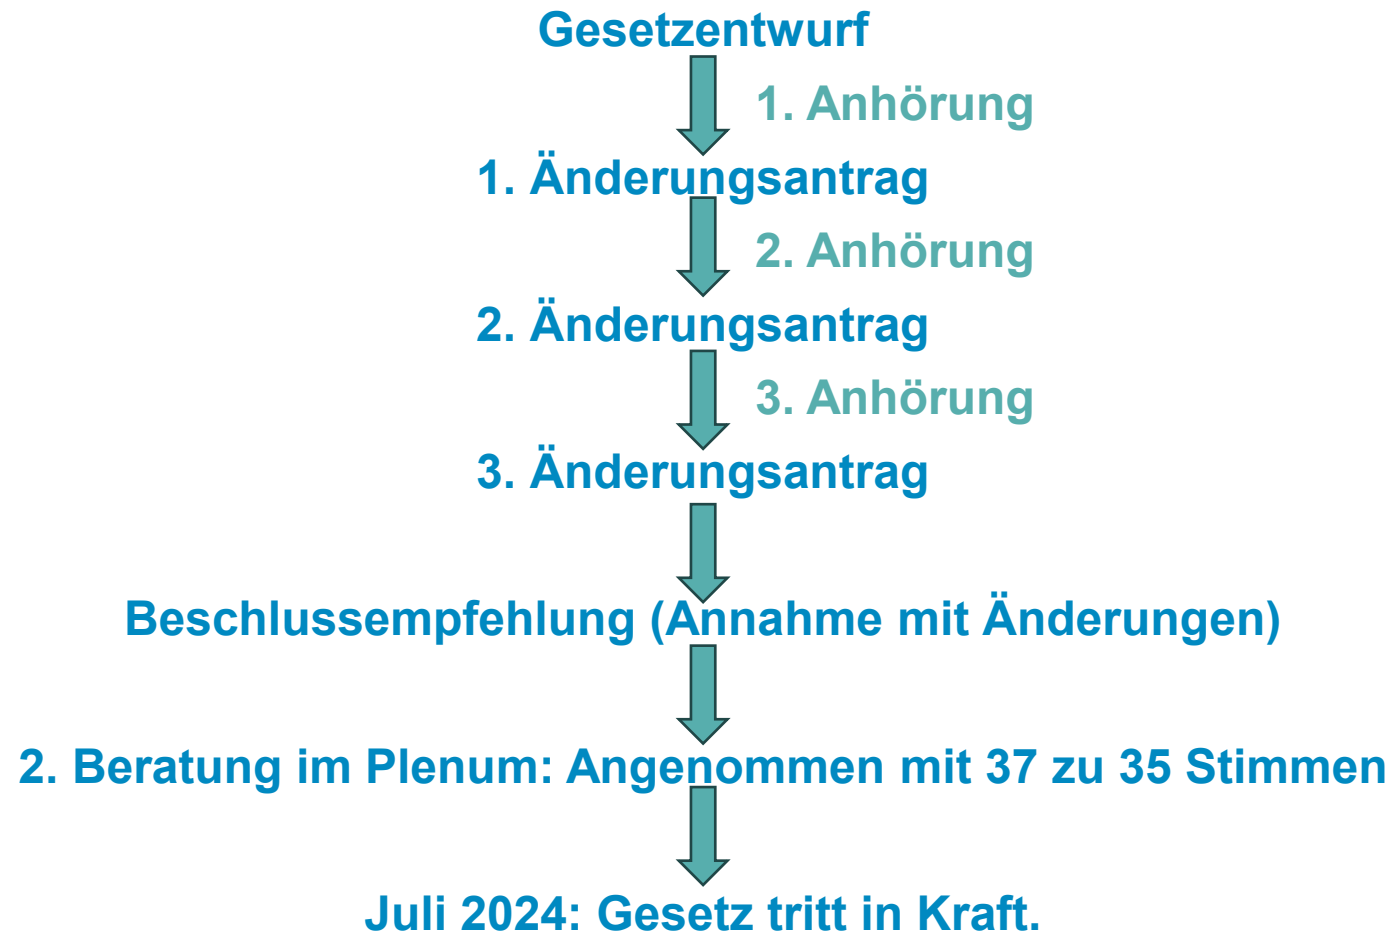 Gesetzentwurf
1. Anhörung
1. Änderungsantrag
2. Anhörung
2. Änderungsantrag
3. Anhörung
3. Änderungsantrag
Beschlussempfehlung (Annahme mit Änderungen)
2. Beratung im Plenum: Angenommen mit 37 zu 35 Stimmen
Juli 2024: Gesetz tritt in Kraft.